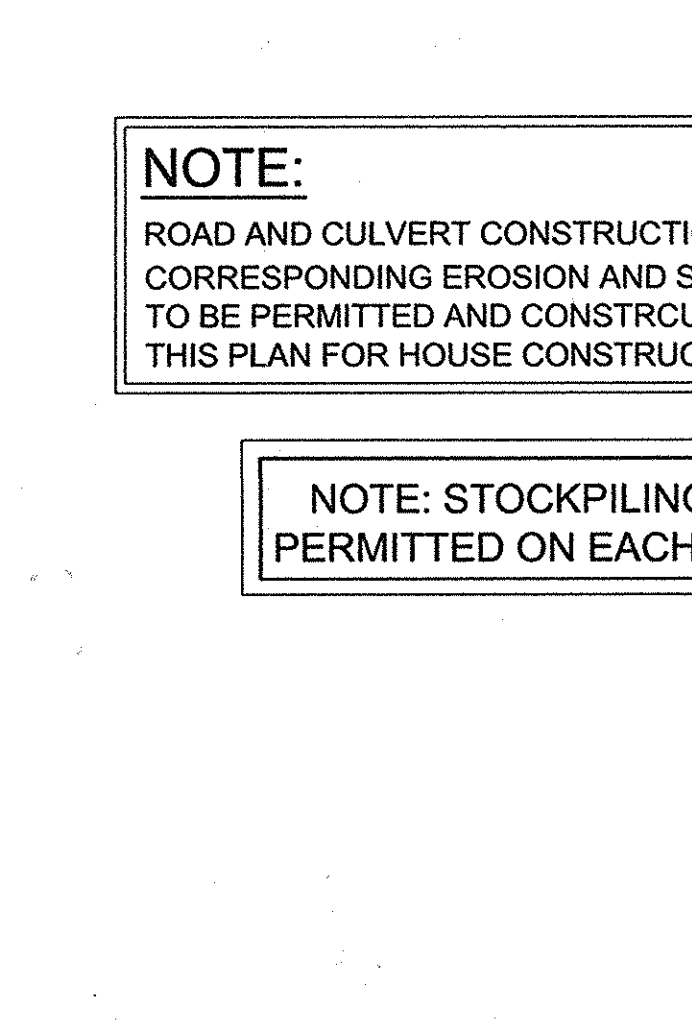 NOTE:
ROAD AND CULVERT CONSTRUCTI
CORRESPONDING EROSION AND S
TO BE PERMITTED AND CONSTRCU
THIS PLAN FOR HOUSE CONSTRUC
NOTE: STOCKPILING
PERMITTED ON EACH